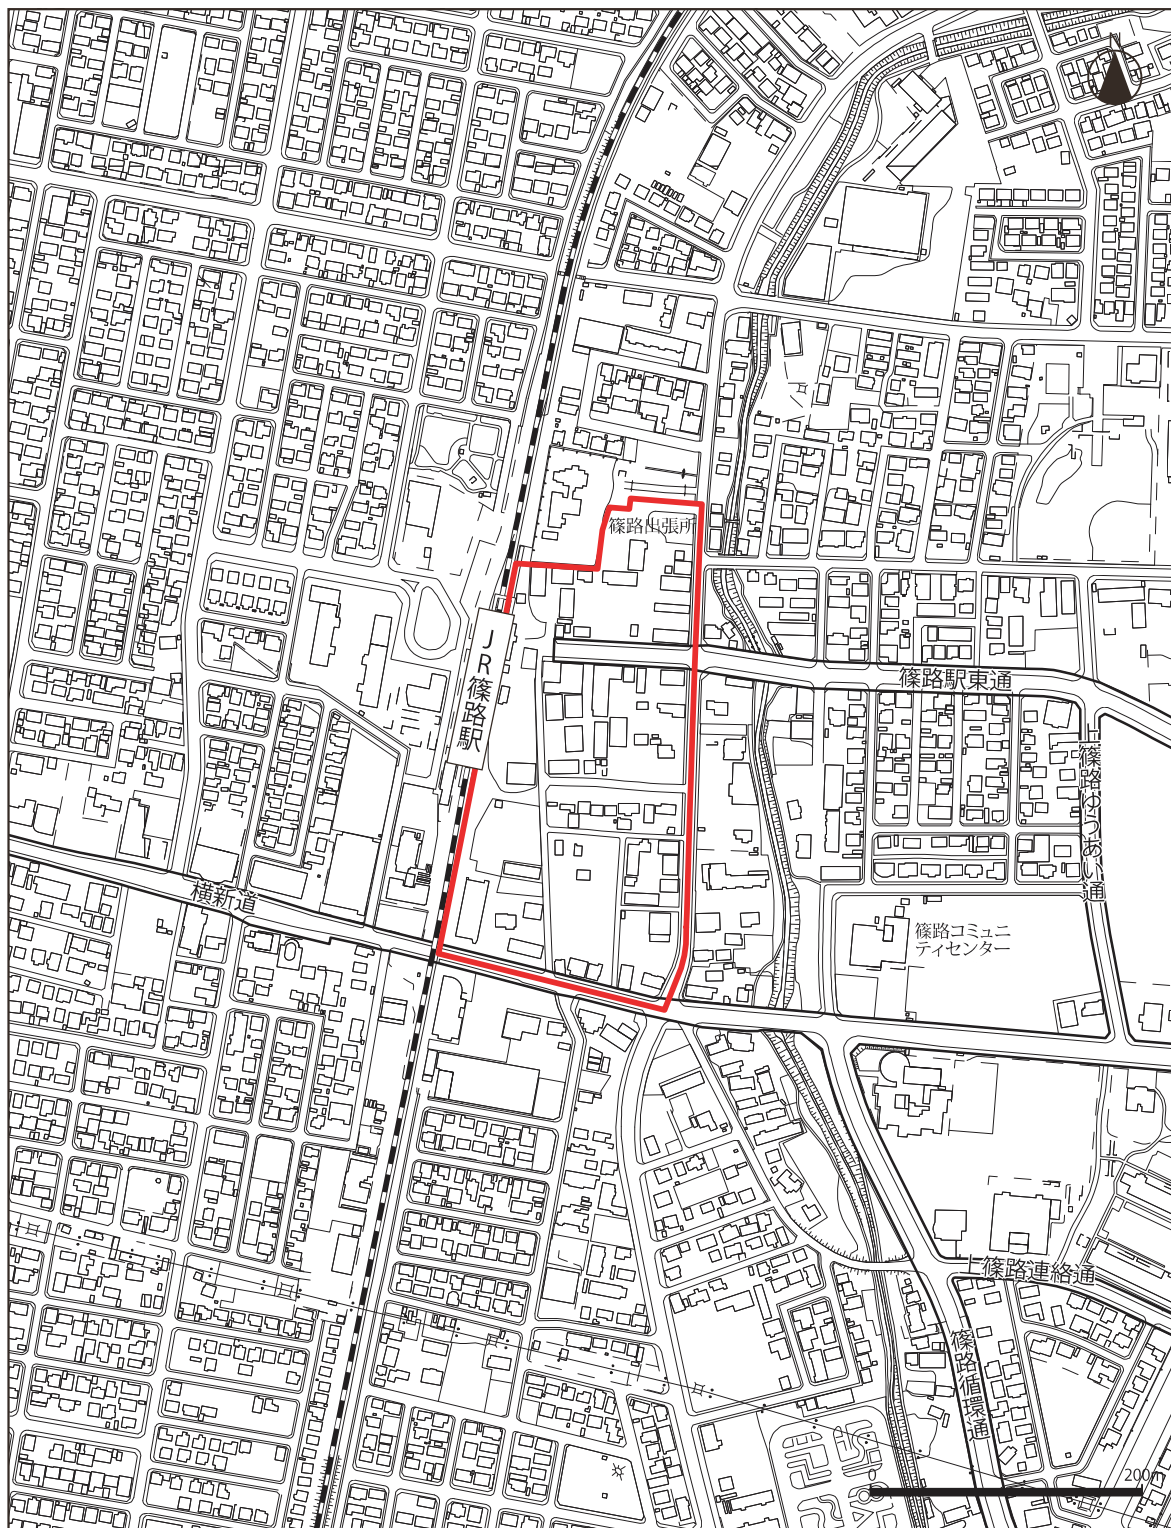 N
篠路出張所
JR篠路駅
篠路駅東通
上篠路ゆうあい通
横新道
篠路コミュニ
ティセンター
上篠路連絡通
篠路循環通
0
200m